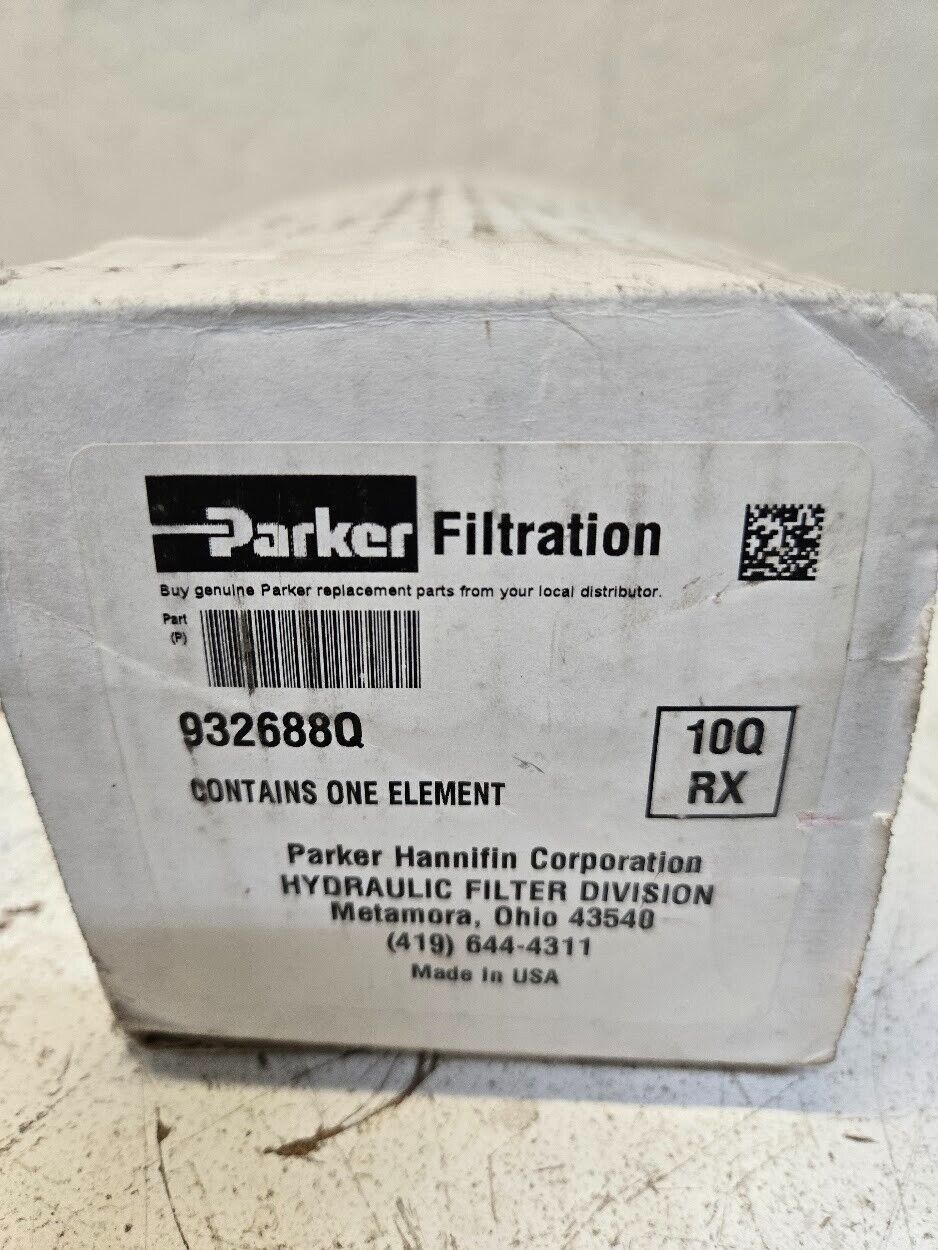 Parker Filtration
Buy genuine Parker replacement parts from your local distributor.
Part
(P)
932688Q
10Q
RX
CONTAINS ONE ELEMENT
Parker Hannifin Corporation
HYDRAULIC FILTER DIVISION
Metamora, Ohio 43540
(419) 644-4311
Made in USA